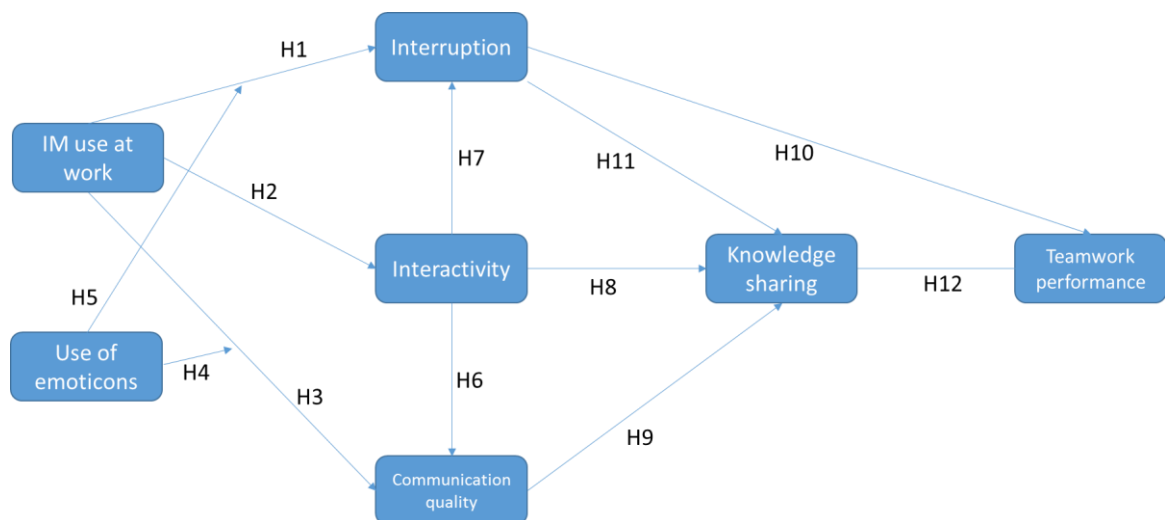 Interruption
H1
IM use at
work
H7
H11
H10
H2
Interactivity
Knowledge
sharing
Teamwork
performance
H8
H12
H5
Use of
emoticons
H4
H3
H6
H9
Communication
quality